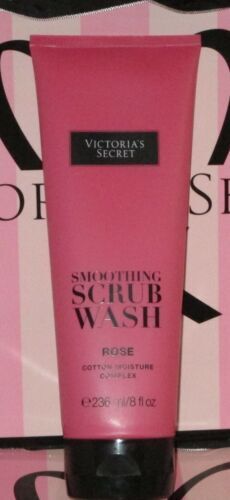 VICTORIA'S
SECRET
SMOOTHING
SCRUB
WASH
ROSE
COTTON MOISTURE
COMPLEX
℮236 ml/8 fl oz